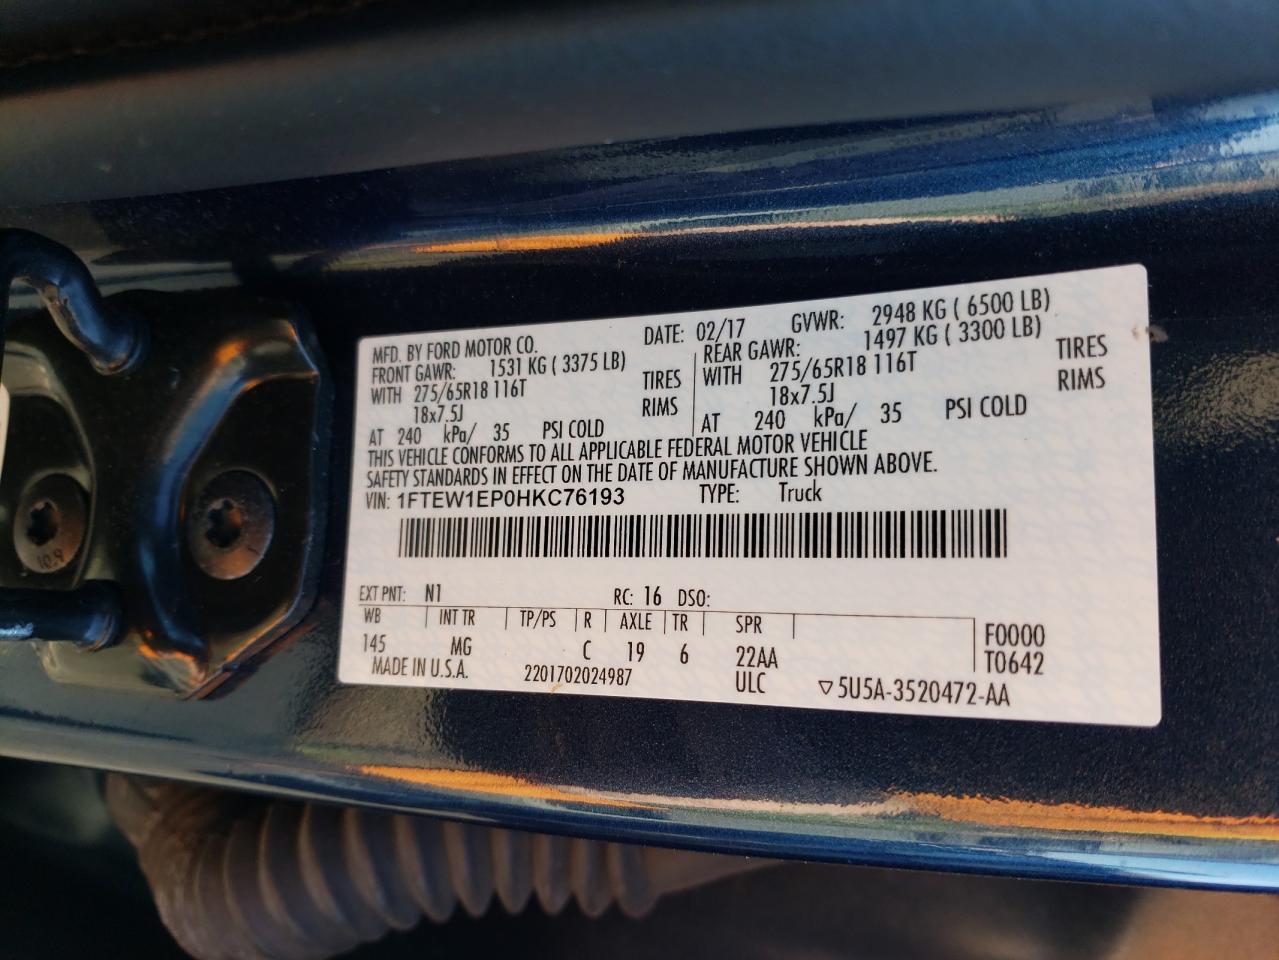 MFD. BY FORD MOTOR CO. DATE: 02/17 GVWR: 2948 KG ( 6500 LB)
FRONT GAWR: 1531 KG ( 3375 LB) REAR GAWR: 1497 KG ( 3300 LB)
WITH 275/65R18 116T TIRES WITH 275/65R18 116T TIRES
18x7.5J RIMS 18x7.5J RIMS
AT 240 kPa/ 35 PSI COLD AT 240 kPa/ 35 PSI COLD
THIS VEHICLE CONFORMS TO ALL APPLICABLE FEDERAL MOTOR VEHICLE
SAFETY STANDARDS IN EFFECT ON THE DATE OF MANUFACTURE SHOWN ABOVE.
VIN: 1FTEW1EP0HKC76193 TYPE: Truck
EXT PNT: N1 RC: 16 DSO:
WB INT TR TP/PS R AXLE TR SPR F0000
145 MG C 19 6 22AA T0642
MADE IN U.S.A. 2201702024987 ULC ▽5U5A-3520472-AA
10.9